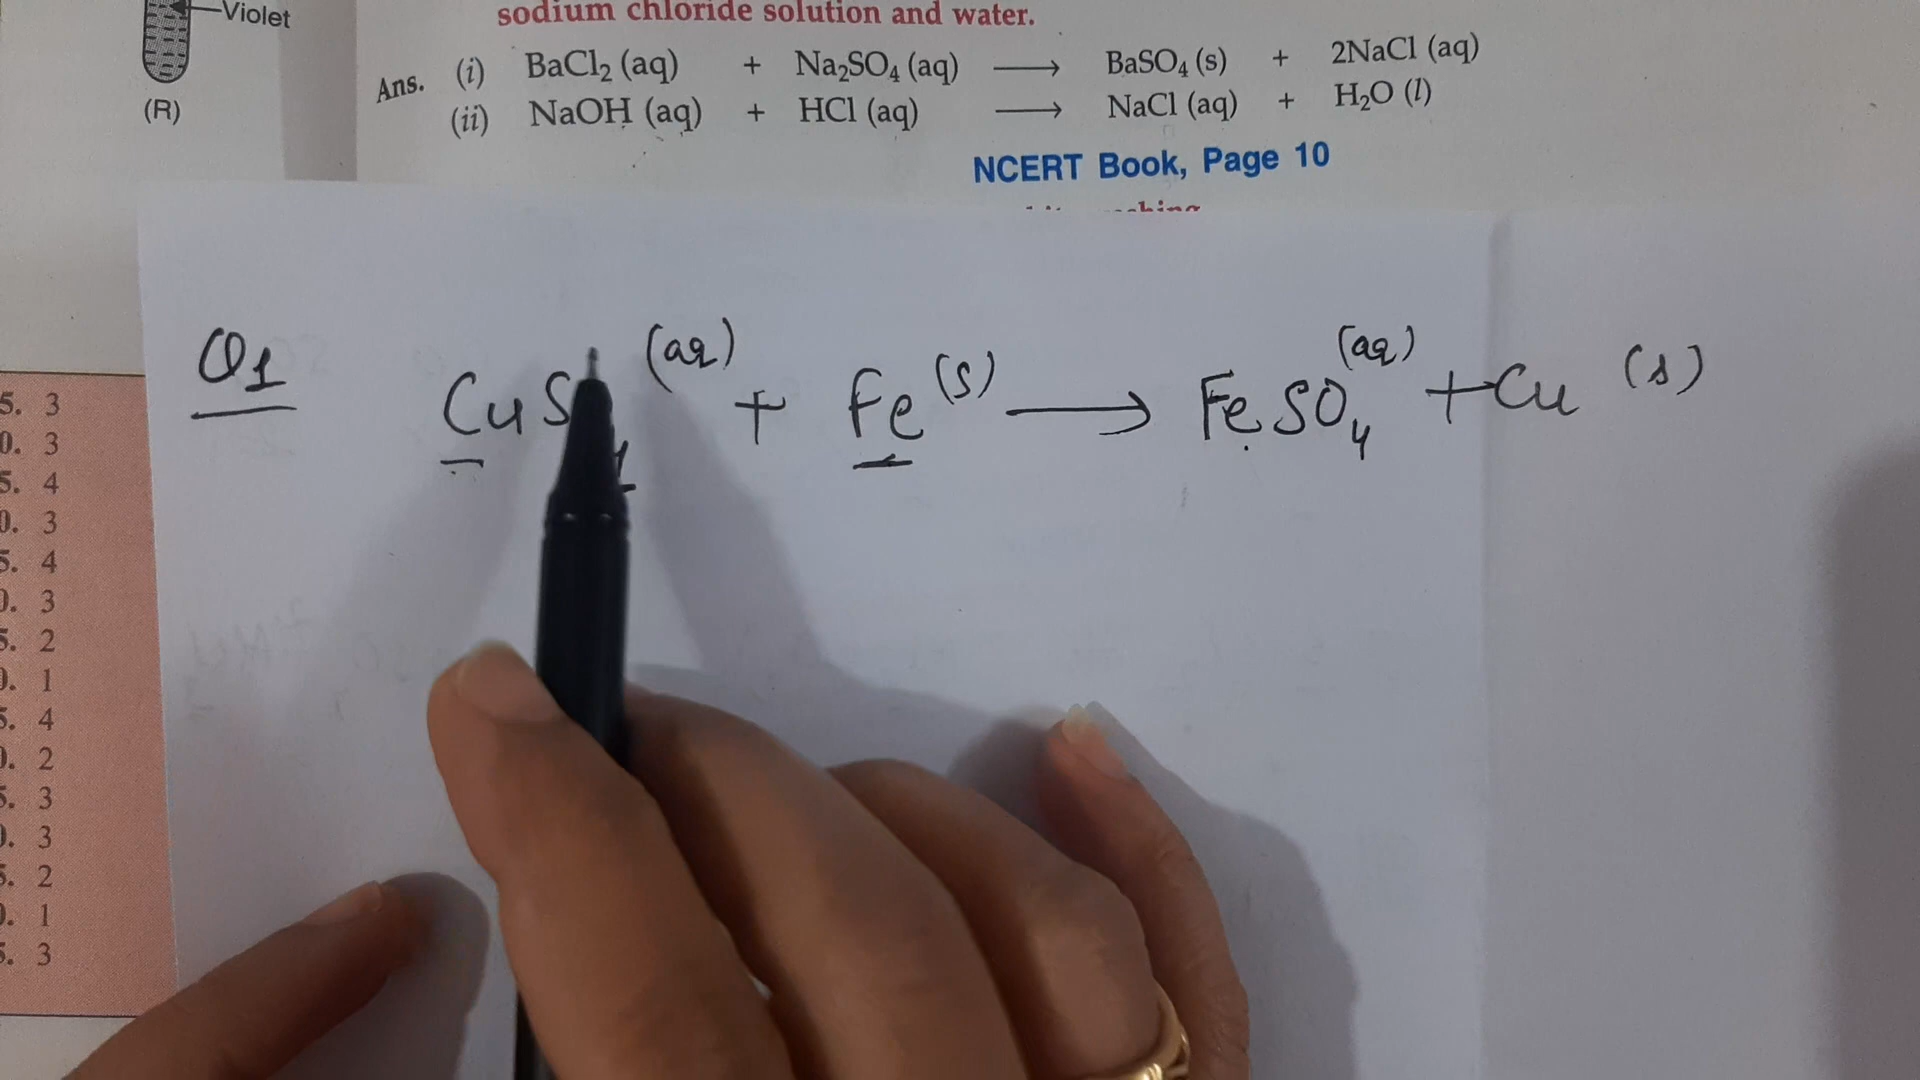 Violet
(R)
sodium chloride solution and water.
Ans. (i) BaCl₂ (aq) + Na₂SO₄ (aq) ⟶ BaSO₄ (s) + 2NaCl (aq)
(ii) NaOH (aq) + HCl (aq) ⟶ NaCl (aq) + H₂O (l)
NCERT Book, Page 10
Q1 CuS 4 (aq) + Fe (s) ⟶ FeSO₄ (aq) + Cu (s)
5. 3
0. 3
5. 4
0. 3
5. 4
0. 3
5. 2
0. 1
5. 4
0. 2
5. 3
0. 3
5. 2
0. 1
5. 3